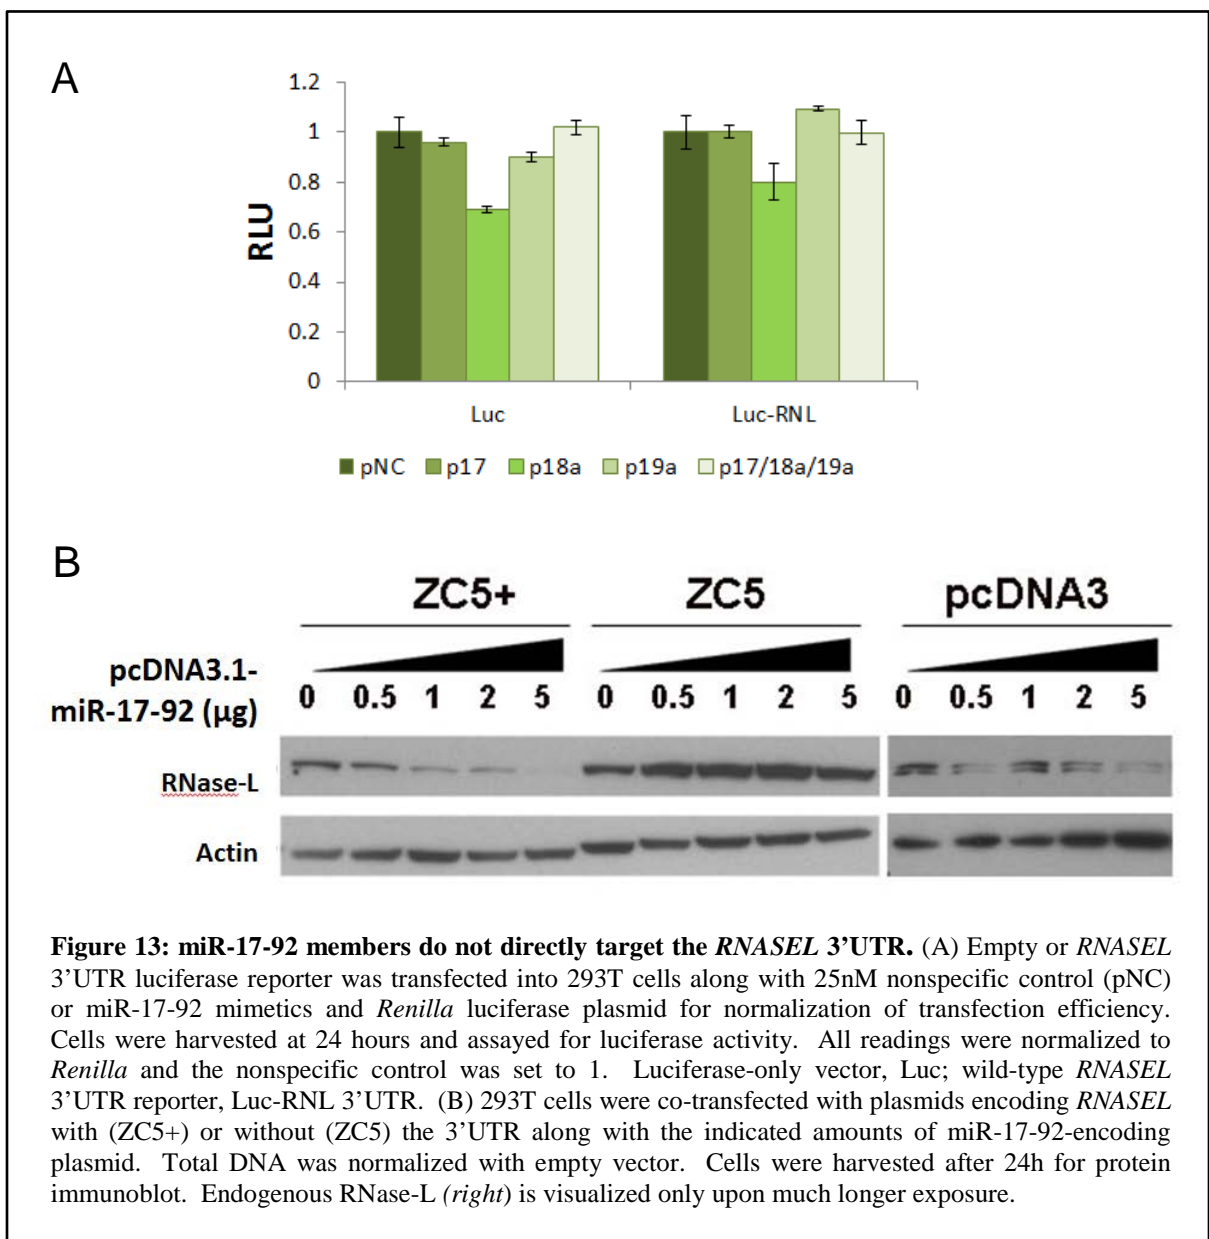 A
1.2
1
0.8
0.6
0.4
0.2
0
RLU
Luc Luc-RNL
pNC p17 p18a p19a p17/18a/19a
B
ZC5+ ZC5 pcDNA3
pcDNA3.1-
miR-17-92 (µg)
0 0.5 1 2 5 0 0.5 1 2 5 0 0.5 1 2 5
RNase-L
Actin
Figure 13: miR-17-92 members do not directly target the RNASEL 3’UTR. (A) Empty or RNASEL
3’UTR luciferase reporter was transfected into 293T cells along with 25nM nonspecific control (pNC)
or miR-17-92 mimetics and Renilla luciferase plasmid for normalization of transfection efficiency.
Cells were harvested at 24 hours and assayed for luciferase activity. All readings were normalized to
Renilla and the nonspecific control was set to 1. Luciferase-only vector, Luc; wild-type RNASEL
3’UTR reporter, Luc-RNL 3’UTR. (B) 293T cells were co-transfected with plasmids encoding RNASEL
with (ZC5+) or without (ZC5) the 3’UTR along with the indicated amounts of miR-17-92-encoding
plasmid. Total DNA was normalized with empty vector. Cells were harvested after 24h for protein
immunoblot. Endogenous RNase-L (right) is visualized only upon much longer exposure.